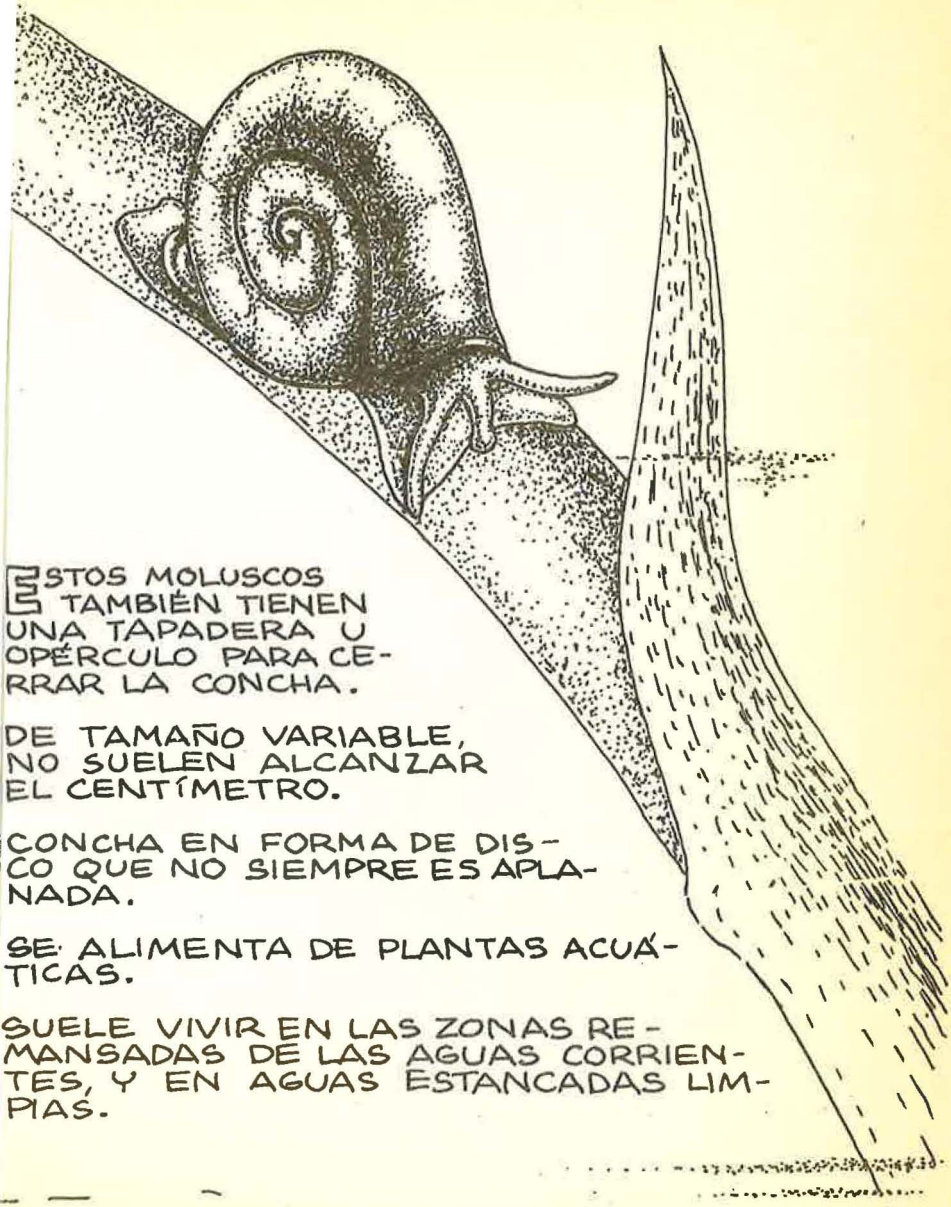 ESTOS MOLUSCOS
TAMBIÉN TIENEN
UNA TAPADERA U
OPÉRCULO PARA CE-
RRAR LA CONCHA.
DE TAMAÑO VARIABLE,
NO SUELEN ALCANZAR
EL CENTÍMETRO.
CONCHA EN FORMA DE DIS-
CO QUE NO SIEMPRE ES APLA-
NADA.
SE ALIMENTA DE PLANTAS ACUÁ-
TICAS.
SUELE VIVIR EN LAS ZONAS RE-
MANSADAS DE LAS AGUAS CORRIEN-
TES, Y EN AGUAS ESTANCADAS LIM-
PIAS.